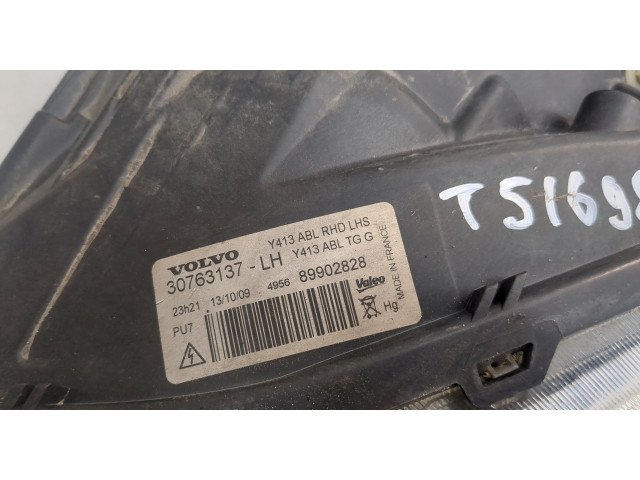 VOLVO
Y413 ABL RHD LHS
30763137 - LH
Y413 ABL TG G
23h21 13/10/09 4956 89902828
PU7
Valeo
MADE IN FRANCE
Hg
T5169